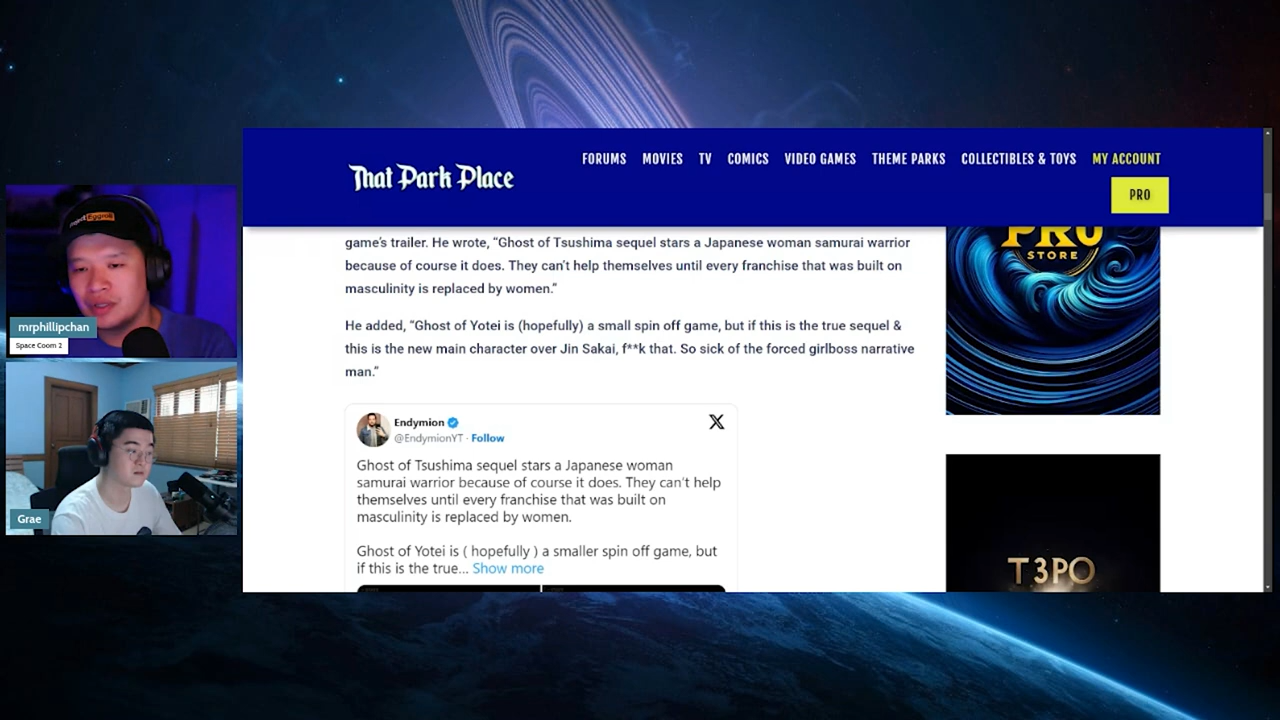 That Park Place
FORUMS MOVIES TV COMICS VIDEO GAMES THEME PARKS COLLECTIBLES & TOYS MY ACCOUNT
PRO
game's trailer. He wrote, “Ghost of Tsushima sequel stars a Japanese woman samurai warrior
because of course it does. They can't help themselves until every franchise that was built on
masculinity is replaced by women.”
He added, “Ghost of Yotei is (hopefully) a small spin off game, but if this is the true sequel &
this is the new main character over Jin Sakai, f**k that. So sick of the forced girlboss narrative
man.”
Endymion
@EndymionYT · Follow
X
Ghost of Tsushima sequel stars a Japanese woman
samurai warrior because of course it does. They can't help
themselves until every franchise that was built on
masculinity is replaced by women.
Ghost of Yotei is ( hopefully ) a smaller spin off game, but
if this is the true... Show more
PRO
STORE
T3PO
mrphillipchan
Space Coom 2
Grae